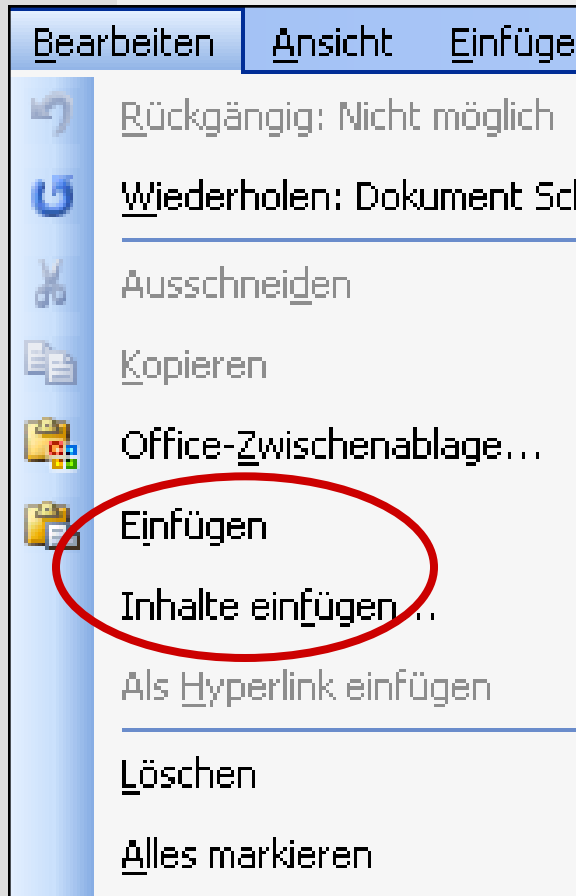 Bearbeiten Ansicht Einfüge
Rückgängig: Nicht möglich
Wiederholen: Dokument Sch
Ausschneiden
Kopieren
Office-Zwischenablage...
Einfügen
Inhalte einfügen...
Als Hyperlink einfügen
Löschen
Alles markieren